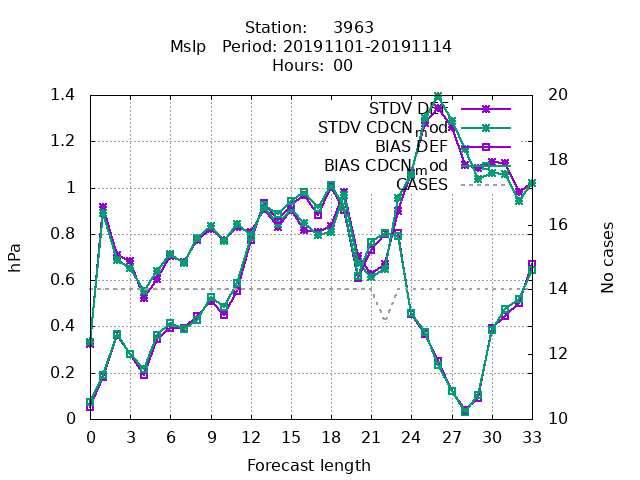 Station: 3963
Mslp Period: 20191101-20191114
Hours: 00
hPa
No cases
STDV DEF
STDV CDCN_mod
BIAS DEF
BIAS CDCN_mod
CASES
1.4
1.2
1
0.8
0.6
0.4
0.2
0
20
18
16
14
12
10
0 3 6 9 12 15 18 21 24 27 30 33
Forecast length